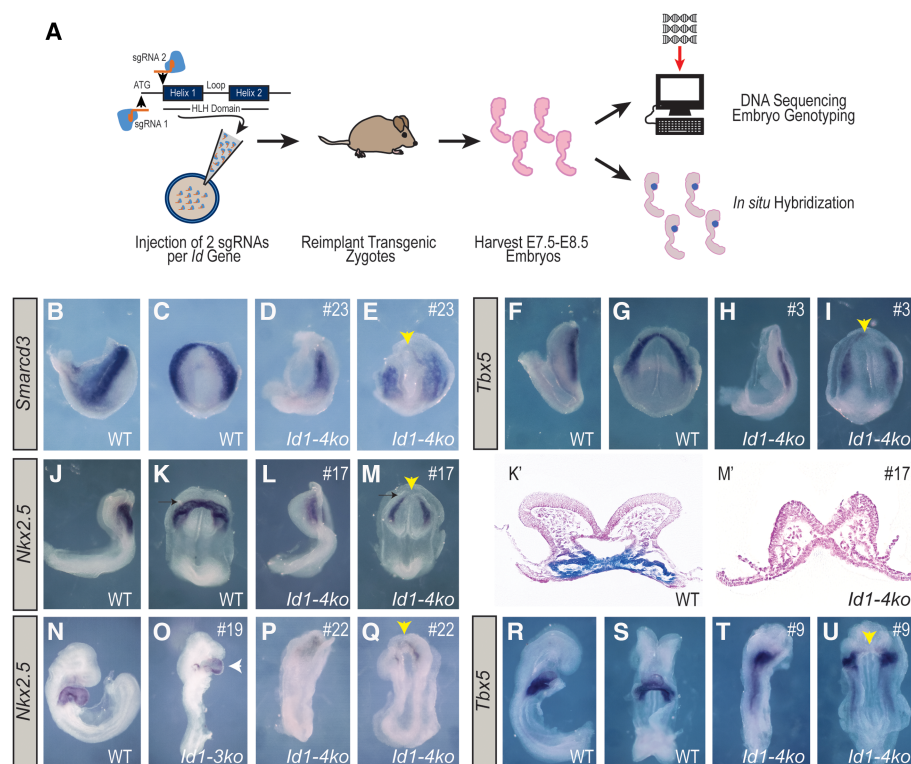 A
sgRNA 2
ATG
Helix 1
Loop
Helix 2
HLH Domain
sgRNA 1
DNA Sequencing
Embryo Genotyping
In situ Hybridization
Injection of 2 sgRNAs
per Id Gene
Reimplant Transgenic
Zygotes
Harvest E7.5-E8.5
Embryos
Smarcd3
B
WT
C
WT
D
#23
Id1-4ko
E
#23
Id1-4ko
Tbx5
F
WT
G
WT
H
#3
Id1-4ko
I
#3
Id1-4ko
Nkx2.5
J
WT
K
WT
L
#17
Id1-4ko
M
#17
Id1-4ko
K'
WT
M'
#17
Id1-4ko
Nkx2.5
N
WT
O
#19
Id1-3ko
P
#22
Id1-4ko
Q
#22
Id1-4ko
Tbx5
R
WT
S
WT
T
#9
Id1-4ko
U
#9
Id1-4ko